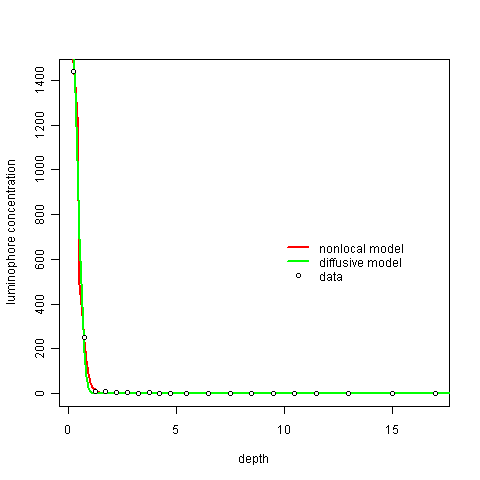 1400
1200
1000
800
600
400
200
0
luminophore concentration
nonlocal model
diffusive model
data
0 5 10 15
depth